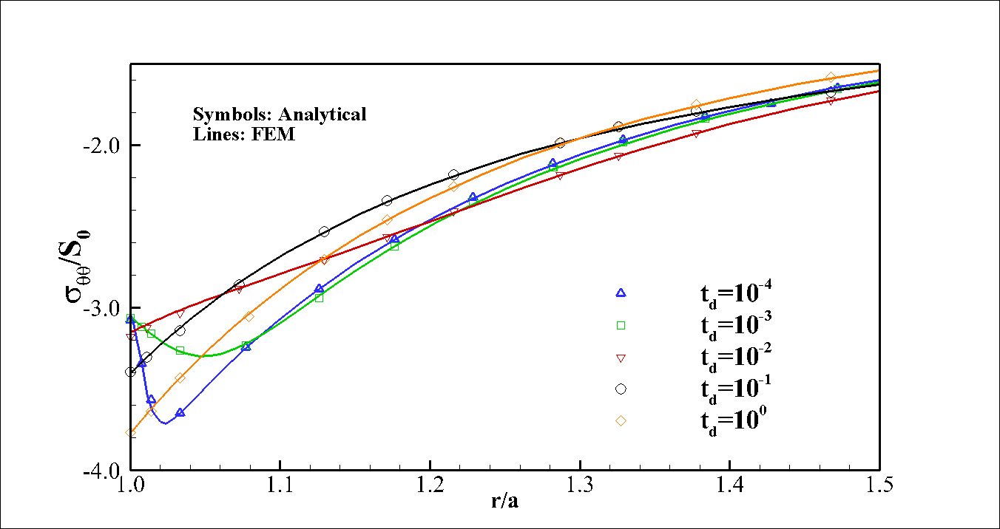 Symbols: Analytical
Lines: FEM
-2.0
-3.0
-4.0
σθθ/S0
td=10-4
td=10-3
td=10-2
td=10-1
td=100
1.0 1.1 1.2 1.3 1.4 1.5
r/a